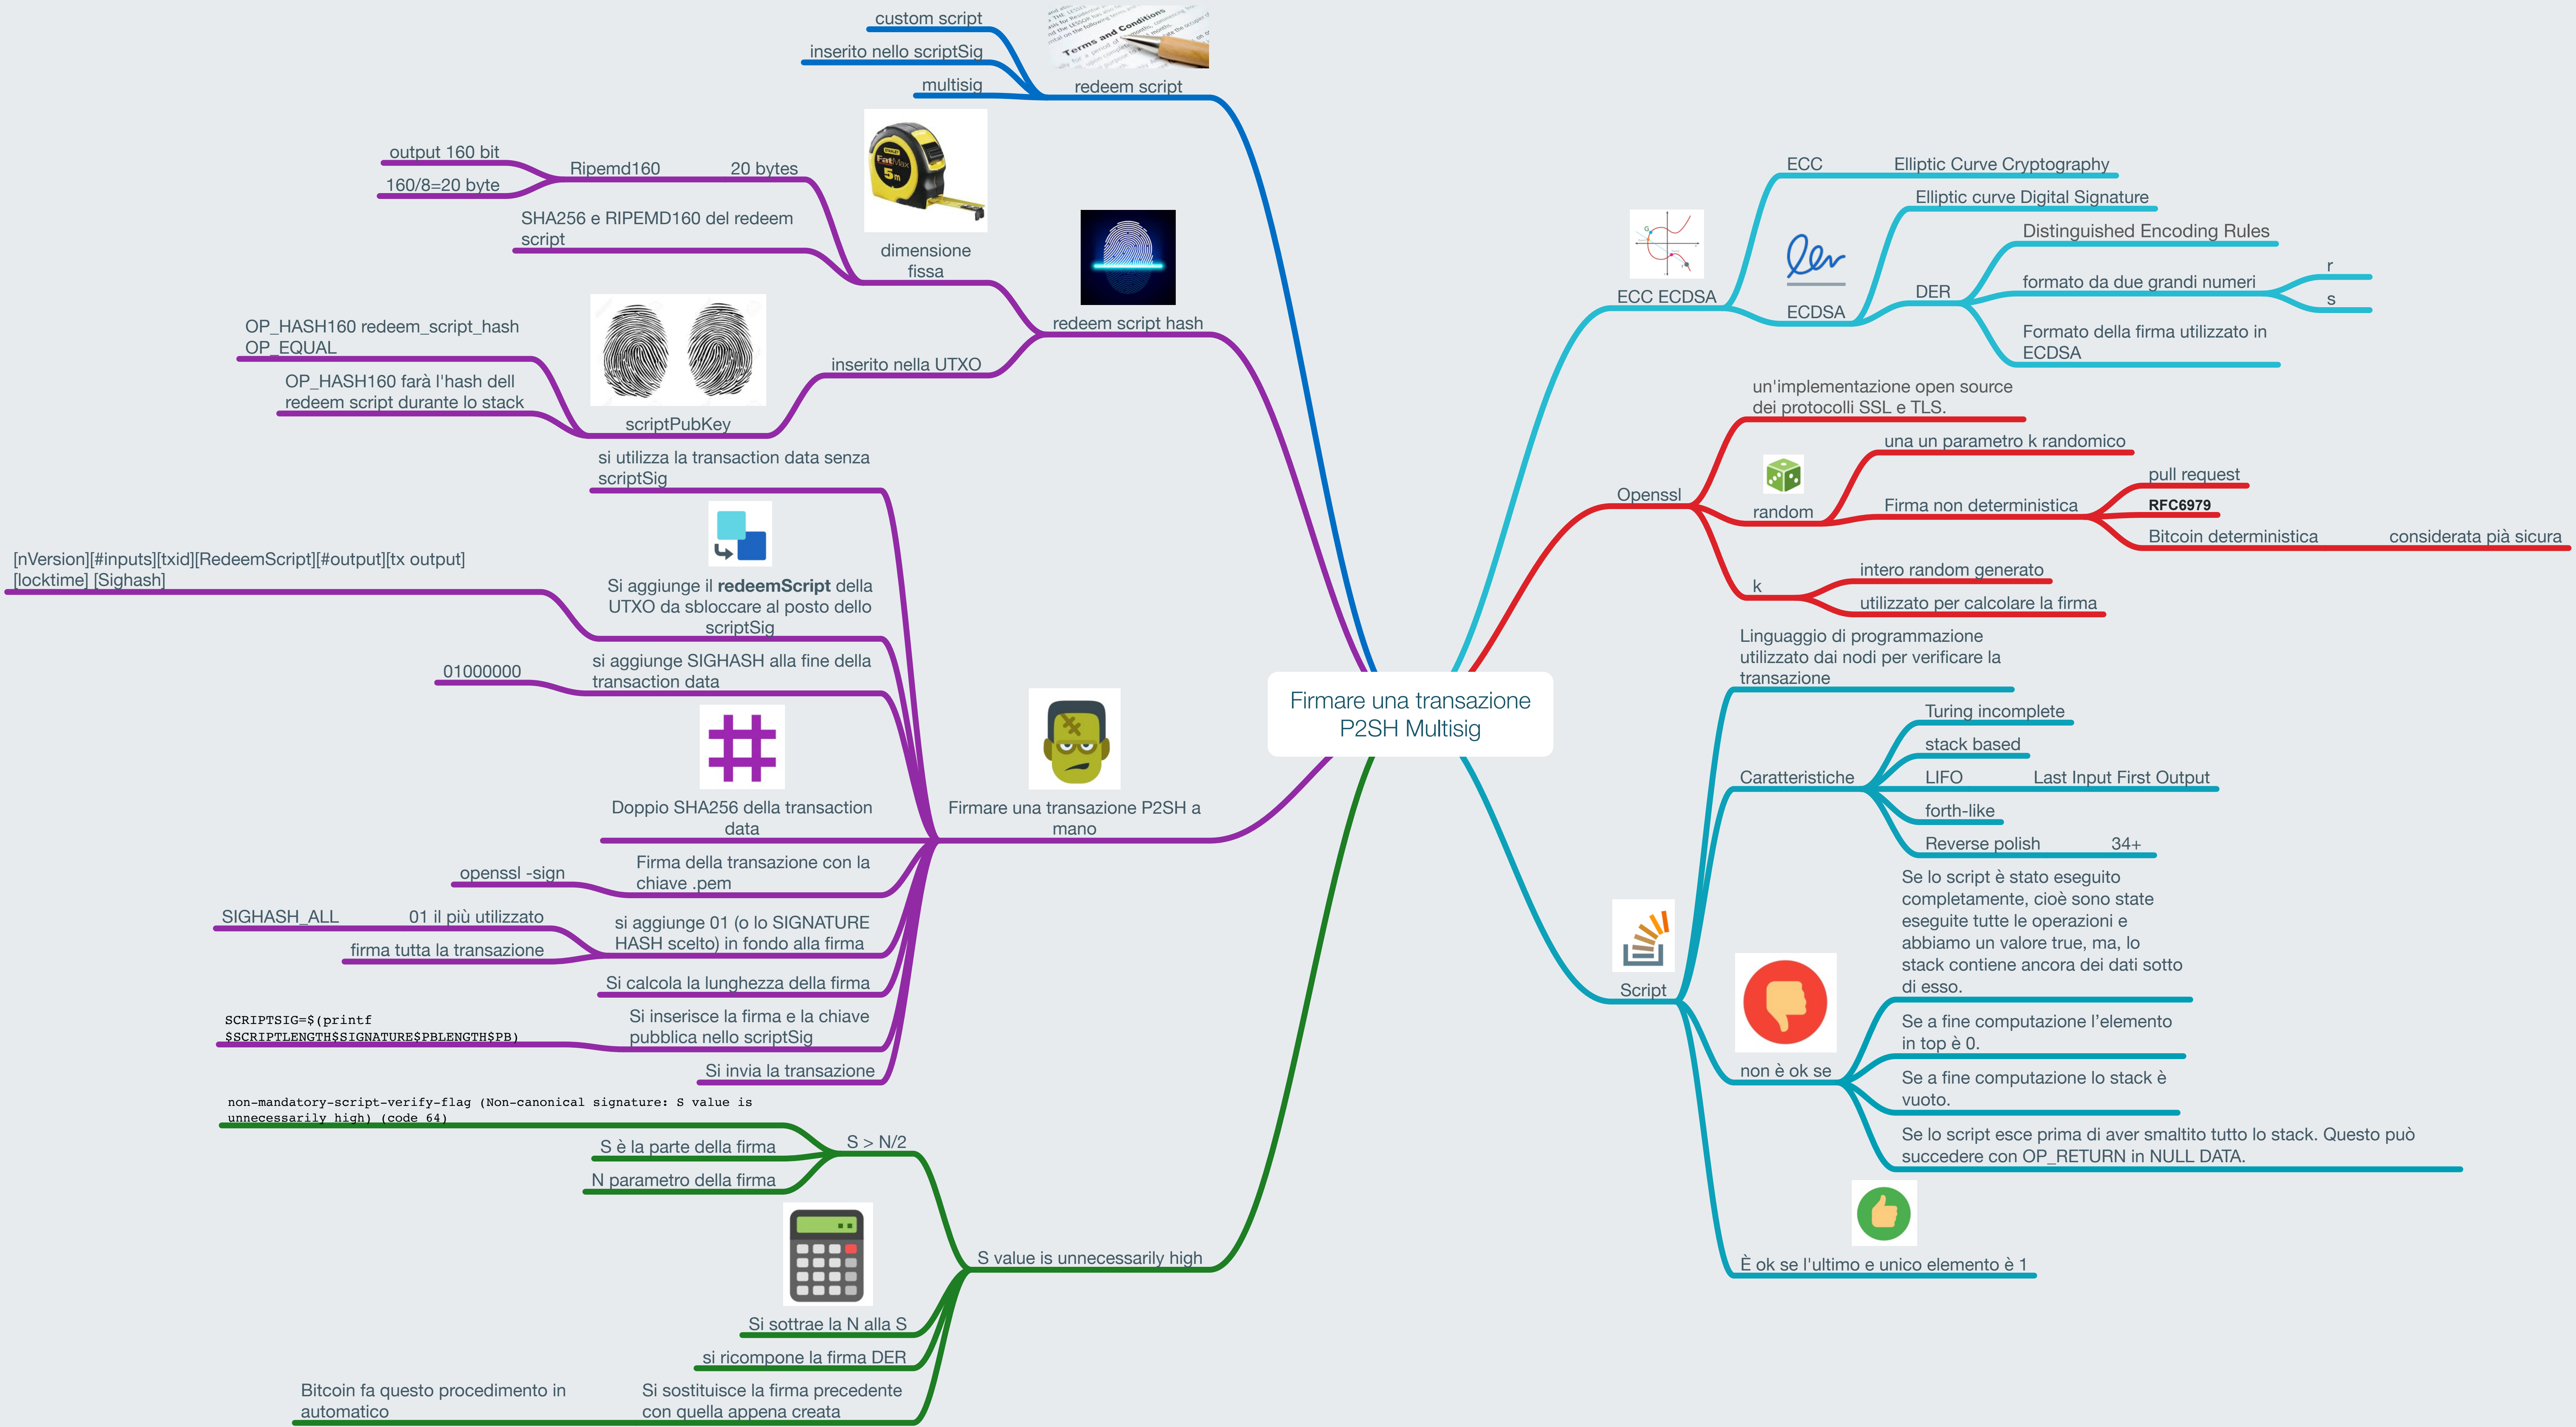 custom script
inserito nello scriptSig
multisig
Terms and Conditions
redeem script
output 160 bit
160/8=20 byte
Ripemd160
20 bytes
SHA256 e RIPEMD160 del redeem
script
STANLEY
FatMax
5m
dimensione
fissa
redeem script hash
OP_HASH160 redeem_script_hash
OP_EQUAL
OP_HASH160 farà l'hash dell
redeem script durante lo stack
scriptPubKey
inserito nella UTXO
si utilizza la transaction data senza
scriptSig
[nVersion][#inputs][txid][RedeemScript][#output][tx output]
[locktime] [Sighash]
Si aggiunge il redeemScript della
UTXO da sbloccare al posto dello
scriptSig
01000000
si aggiunge SIGHASH alla fine della
transaction data
Doppio SHA256 della transaction
data
Firmare una transazione P2SH a
mano
openssl -sign
Firma della transazione con la
chiave .pem
SIGHASH_ALL
01 il più utilizzato
firma tutta la transazione
si aggiunge 01 (o lo SIGNATURE
HASH scelto) in fondo alla firma
Si calcola la lunghezza della firma
SCRIPTSIG=$(printf
$SCRIPTLENGTH$SIGNATURE$PBLENGTH$PB)
Si inserisce la firma e la chiave
pubblica nello scriptSig
Si invia la transazione
non-mandatory-script-verify-flag (Non-canonical signature: S value is
unnecessarily high) (code 64)
S è la parte della firma
N parametro della firma
S > N/2
S value is unnecessarily high
Si sottrae la N alla S
si ricompone la firma DER
Bitcoin fa questo procedimento in
automatico
Si sostituisce la firma precedente
con quella appena creata
Firmare una transazione
P2SH Multisig
ECC ECDSA
ECC
Elliptic Curve Cryptography
ECDSA
Elliptic curve Digital Signature
DER
Distinguished Encoding Rules
formato da due grandi numeri
r
s
Formato della firma utilizzato in
ECDSA
Openssl
un'implementazione open source
dei protocolli SSL e TLS.
random
una un parametro k randomico
Firma non deterministica
pull request
RFC6979
Bitcoin deterministica
considerata pià sicura
k
intero random generato
utilizzato per calcolare la firma
Script
Linguaggio di programmazione
utilizzato dai nodi per verificare la
transazione
Caratteristiche
Turing incomplete
stack based
LIFO
Last Input First Output
forth-like
Reverse polish
34+
non è ok se
Se lo script è stato eseguito
completamente, cioè sono state
eseguite tutte le operazioni e
abbiamo un valore true, ma, lo
stack contiene ancora dei dati sotto
di esso.
Se a fine computazione l’elemento
in top è 0.
Se a fine computazione lo stack è
vuoto.
Se lo script esce prima di aver smaltito tutto lo stack. Questo può
succedere con OP_RETURN in NULL DATA.
È ok se l'ultimo e unico elemento è 1